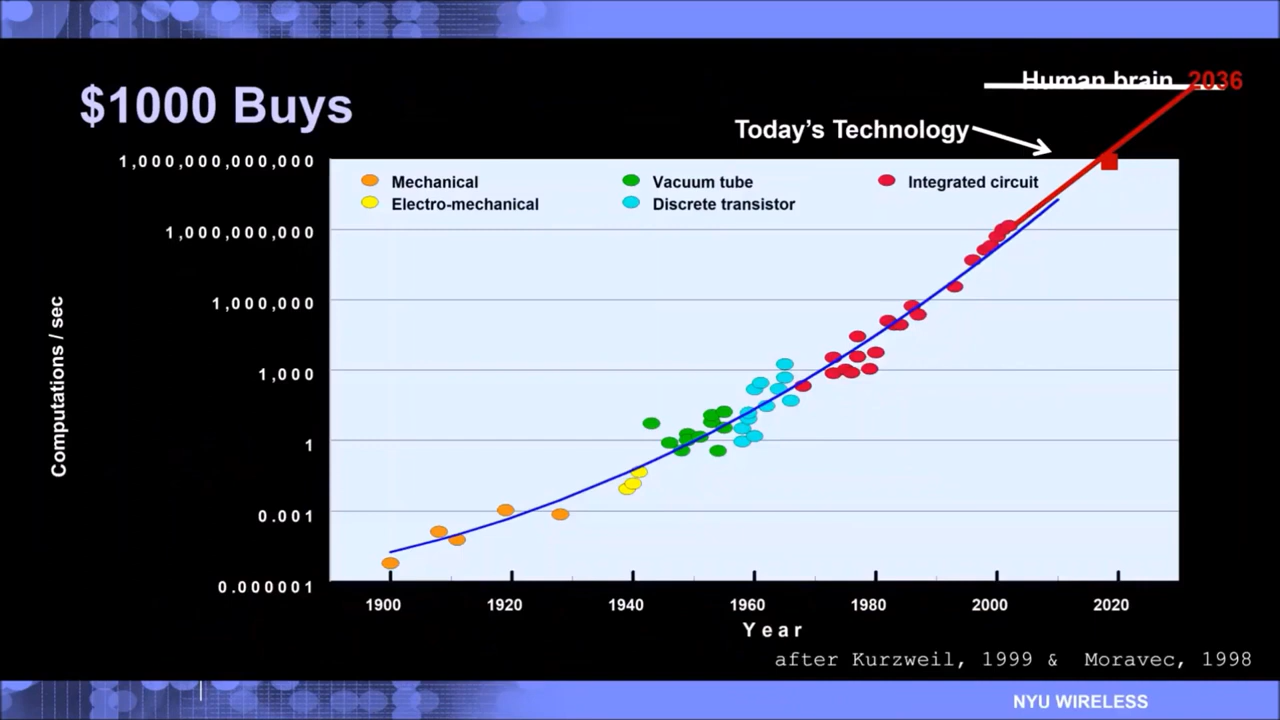 Human brain 2036
$1000 Buys
Today's Technology
1,000,000,000,000
Mechanical
Vacuum tube
Integrated circuit
Electro-mechanical
Discrete transistor
1,000,000,000
1,000,000
1,000
1
0.001
0.000001
Computations / sec
1900 1920 1940 1960 1980 2000 2020
Year
after Kurzweil, 1999 & Moravec, 1998
NYU WIRELESS